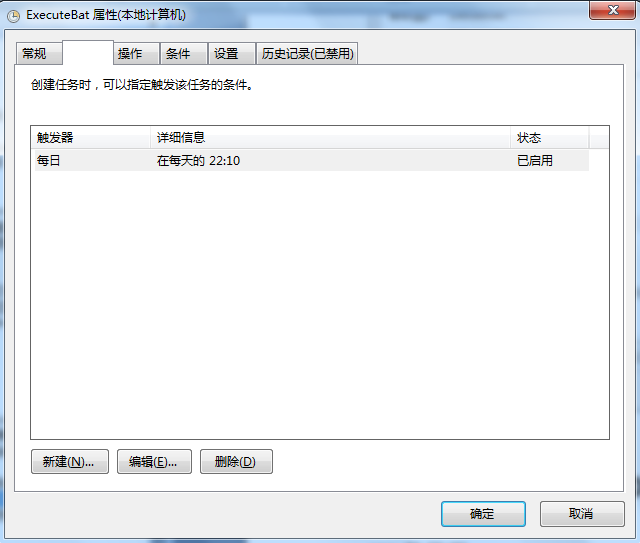 ExecuteBat 属性(本地计算机)
常规 操作 条件 设置 历史记录(已禁用)
创建任务时，可以指定触发该任务的条件。
触发器 详细信息 状态
每日 在每天的 22:10 已启用
新建(N)... 编辑(E)... 删除(D)
确定 取消